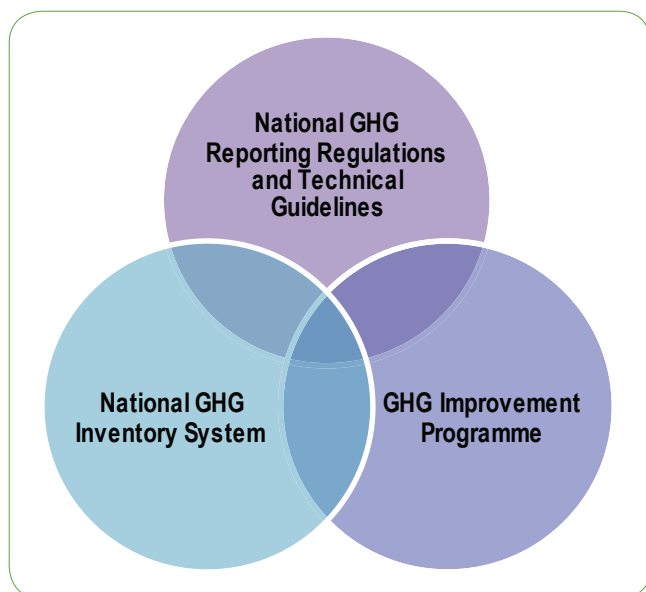 National GHG
Reporting Regulations
and Technical
Guidelines
National GHG
Inventory System
GHG Improvement
Programme